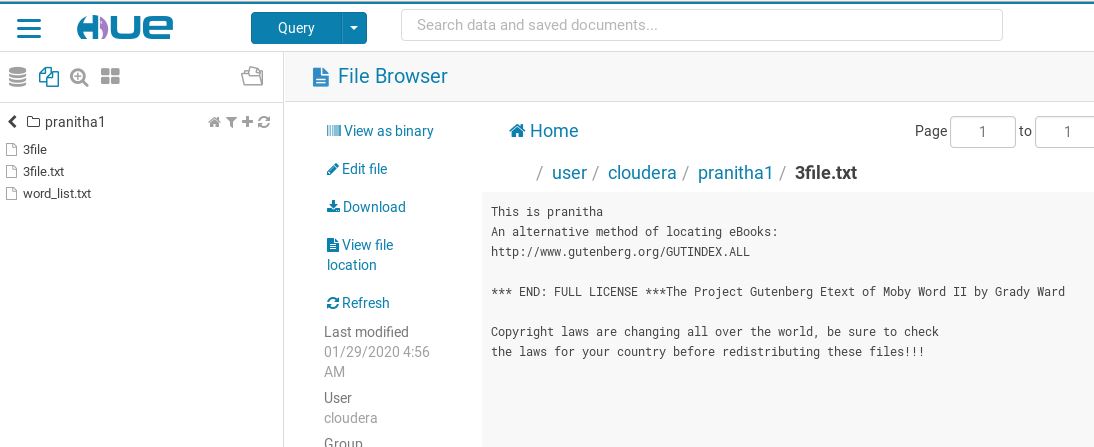 HUE
Query
Search data and saved documents...
pranitha1
3file
3file.txt
word_list.txt
File Browser
View as binary
Edit file
Download
View file
location
Refresh
Last modified
01/29/2020 4:56
AM
User
cloudera
Group
Home
Page 1 to 1
/ user / cloudera / pranitha1 / 3file.txt
This is pranitha
An alternative method of locating eBooks:
http://www.gutenberg.org/GUTINDEX.ALL
*** END: FULL LICENSE ***The Project Gutenberg Etext of Moby Word II by Grady Ward
Copyright laws are changing all over the world, be sure to check
the laws for your country before redistributing these files!!!